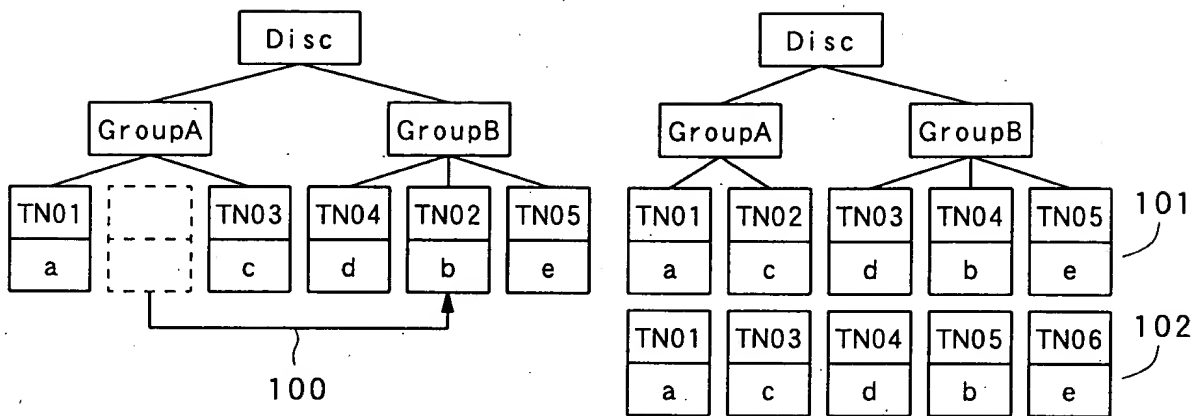 Disc
GroupA GroupB
TN01 TN03 TN04 TN02 TN05
a c d b e
100
Disc
GroupA GroupB
TN01 TN02 TN03 TN04 TN05
a c d b e
101
TN01 TN03 TN04 TN05 TN06
a c d b e
102